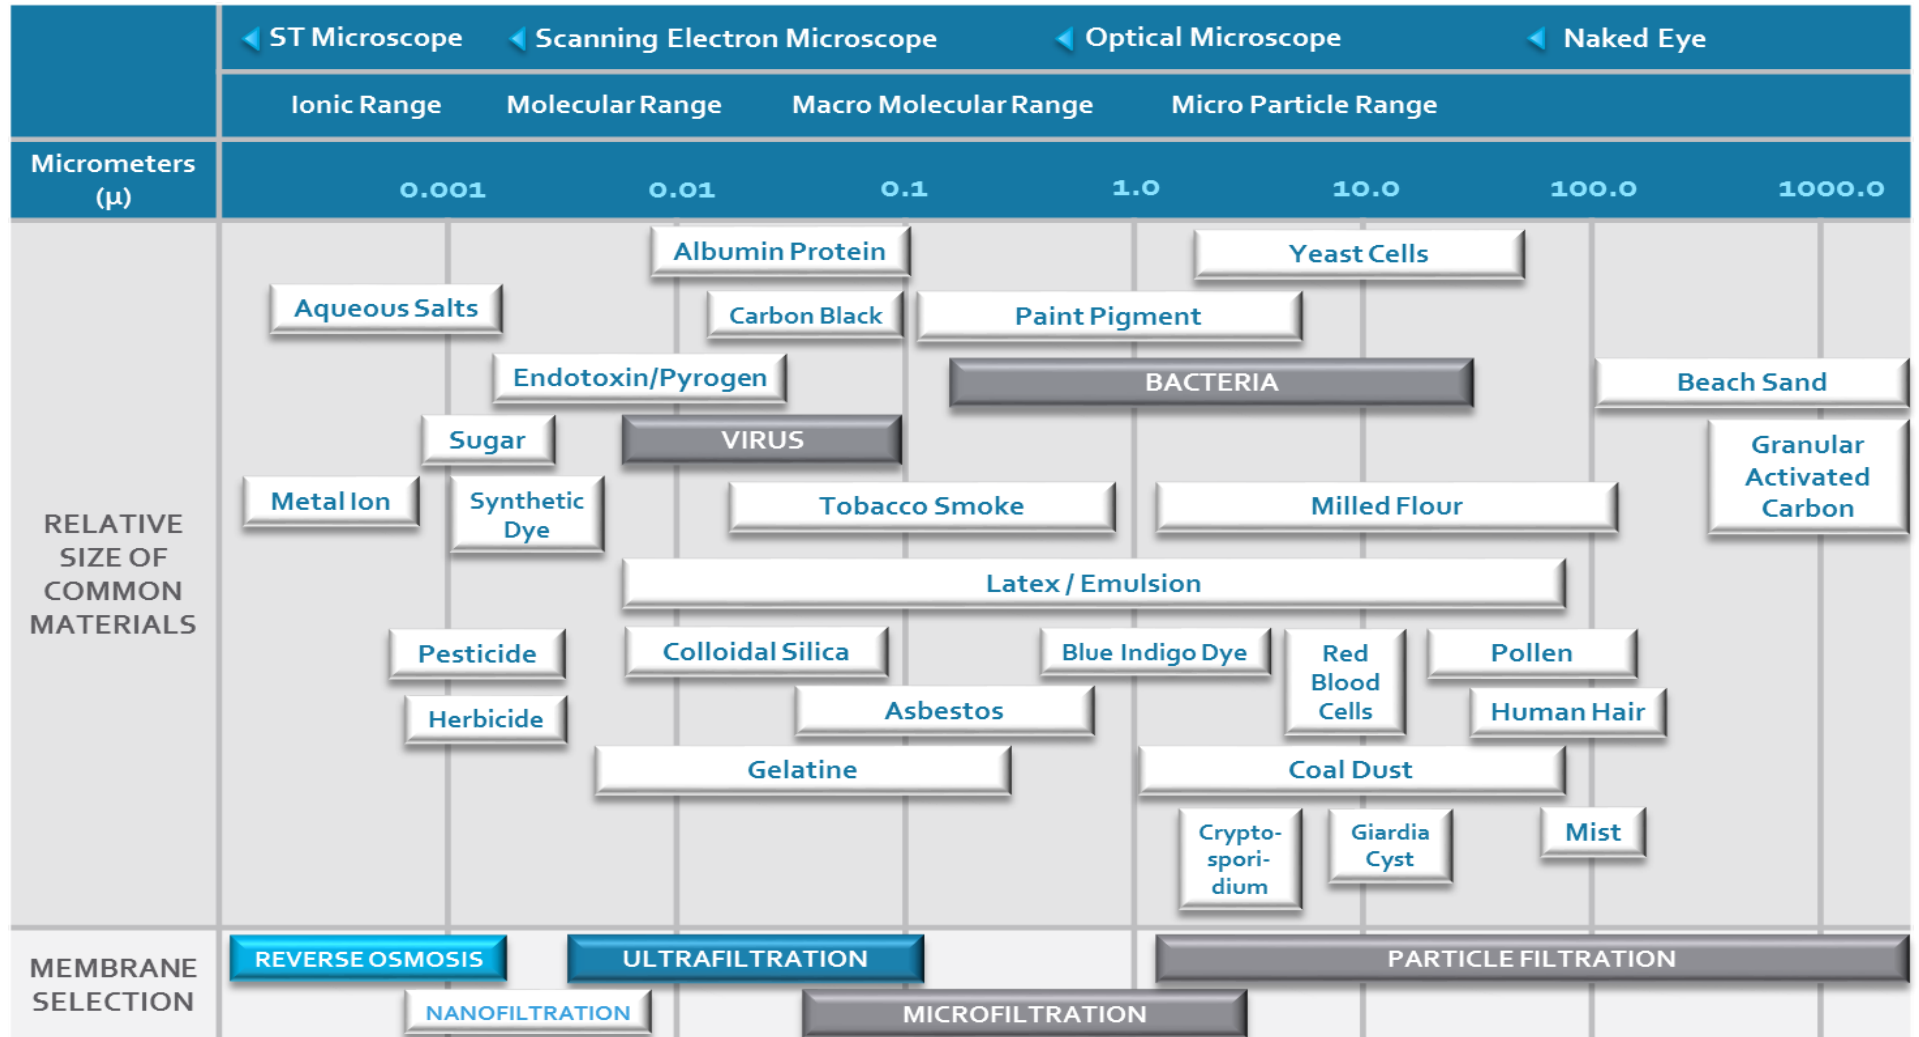 ST Microscope Scanning Electron Microscope Optical Microscope Naked Eye
Ionic Range Molecular Range Macro Molecular Range Micro Particle Range
Micrometers
(μ)
0.001 0.01 0.1 1.0 10.0 100.0 1000.0
RELATIVE
SIZE OF
COMMON
MATERIALS
Albumin Protein
Yeast Cells
Aqueous Salts
Carbon Black
Paint Pigment
Endotoxin/Pyrogen
BACTERIA
Beach Sand
Sugar
VIRUS
Granular
Activated
Carbon
Metal Ion
Synthetic
Dye
Tobacco Smoke
Milled Flour
Latex / Emulsion
Pesticide
Colloidal Silica
Blue Indigo Dye
Red
Blood
Cells
Pollen
Herbicide
Asbestos
Human Hair
Gelatine
Coal Dust
Crypto-
spori-
dium
Giardia
Cyst
Mist
MEMBRANE
SELECTION
REVERSE OSMOSIS
ULTRAFILTRATION
PARTICLE FILTRATION
NANOFILTRATION
MICROFILTRATION